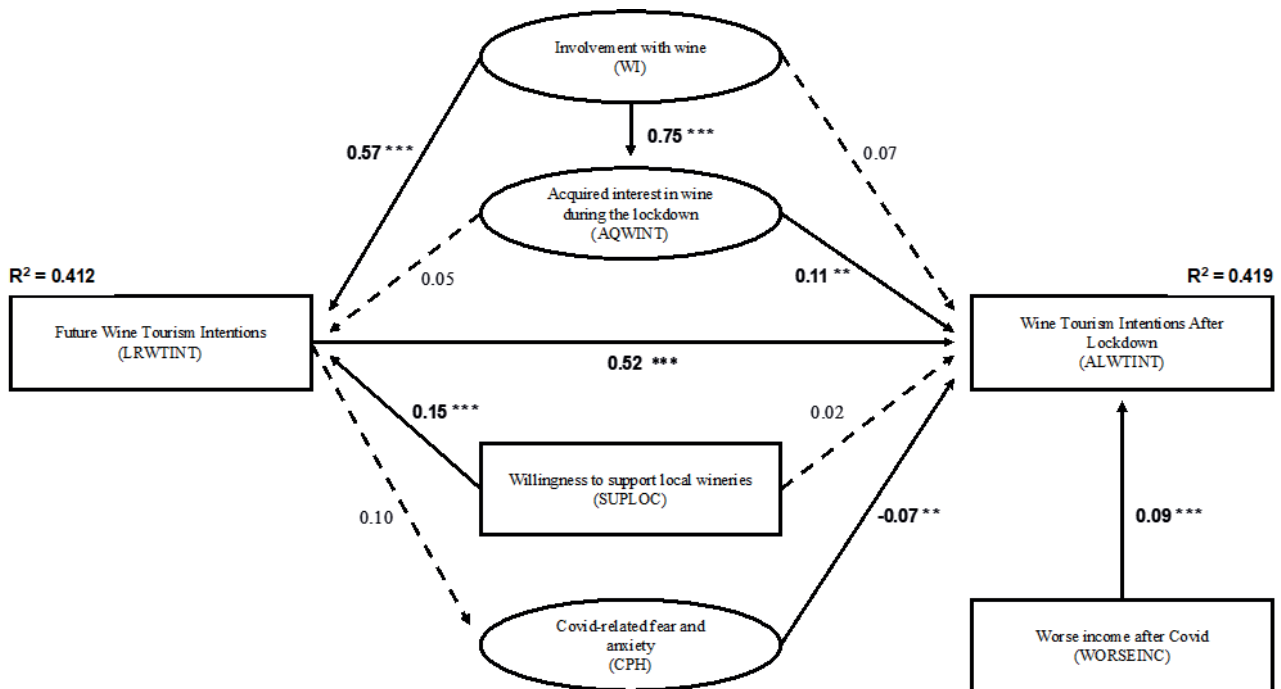 Involvement with wine
(WI)
0.75 ***
0.57 ***
0.07
Acquired interest in wine
during the lockdown
(AQWINT)
0.05
0.11 **
R² = 0.412
R² = 0.419
Future Wine Tourism Intentions
(LRWTINT)
Wine Tourism Intentions After
Lockdown
(ALWTINT)
0.52 ***
0.15 ***
0.02
Willingness to support local wineries
(SUPLOC)
0.10
-0.07 **
0.09 ***
Covid-related fear and
anxiety
(CPH)
Worse income after Covid
(WORSEINC)